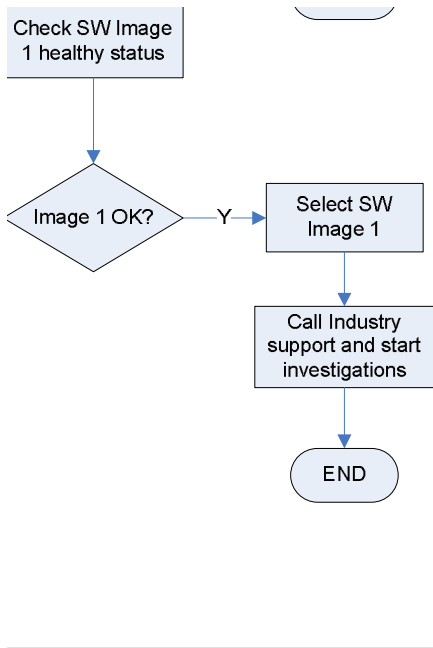 Check SW Image
1 healthy status
Image 1 OK?
Y
Select SW
Image 1
Call Industry
support and start
investigations
END